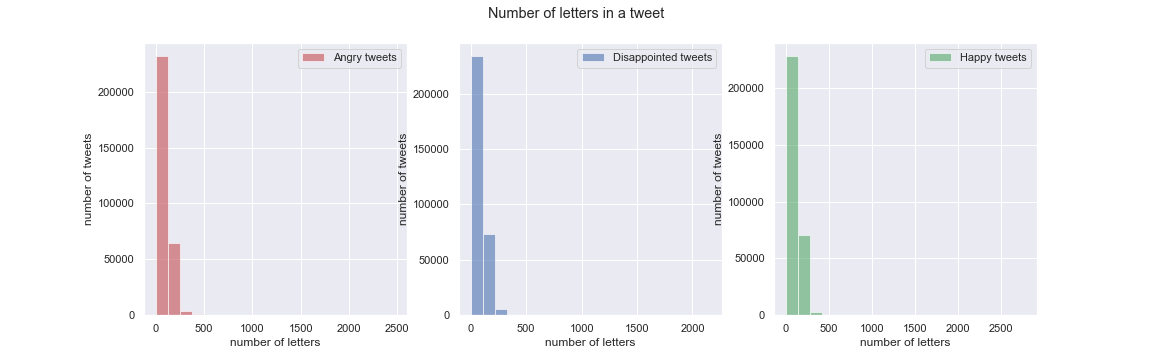 Number of letters in a tweet
Angry tweets
200000
150000
100000
50000
0
number of tweets
0 500 1000 1500 2000 2500
number of letters
Disappointed tweets
200000
150000
100000
50000
0
number of tweets
0 500 1000 1500 2000
number of letters
Happy tweets
200000
150000
100000
50000
0
number of tweets
0 500 1000 1500 2000 2500
number of letters